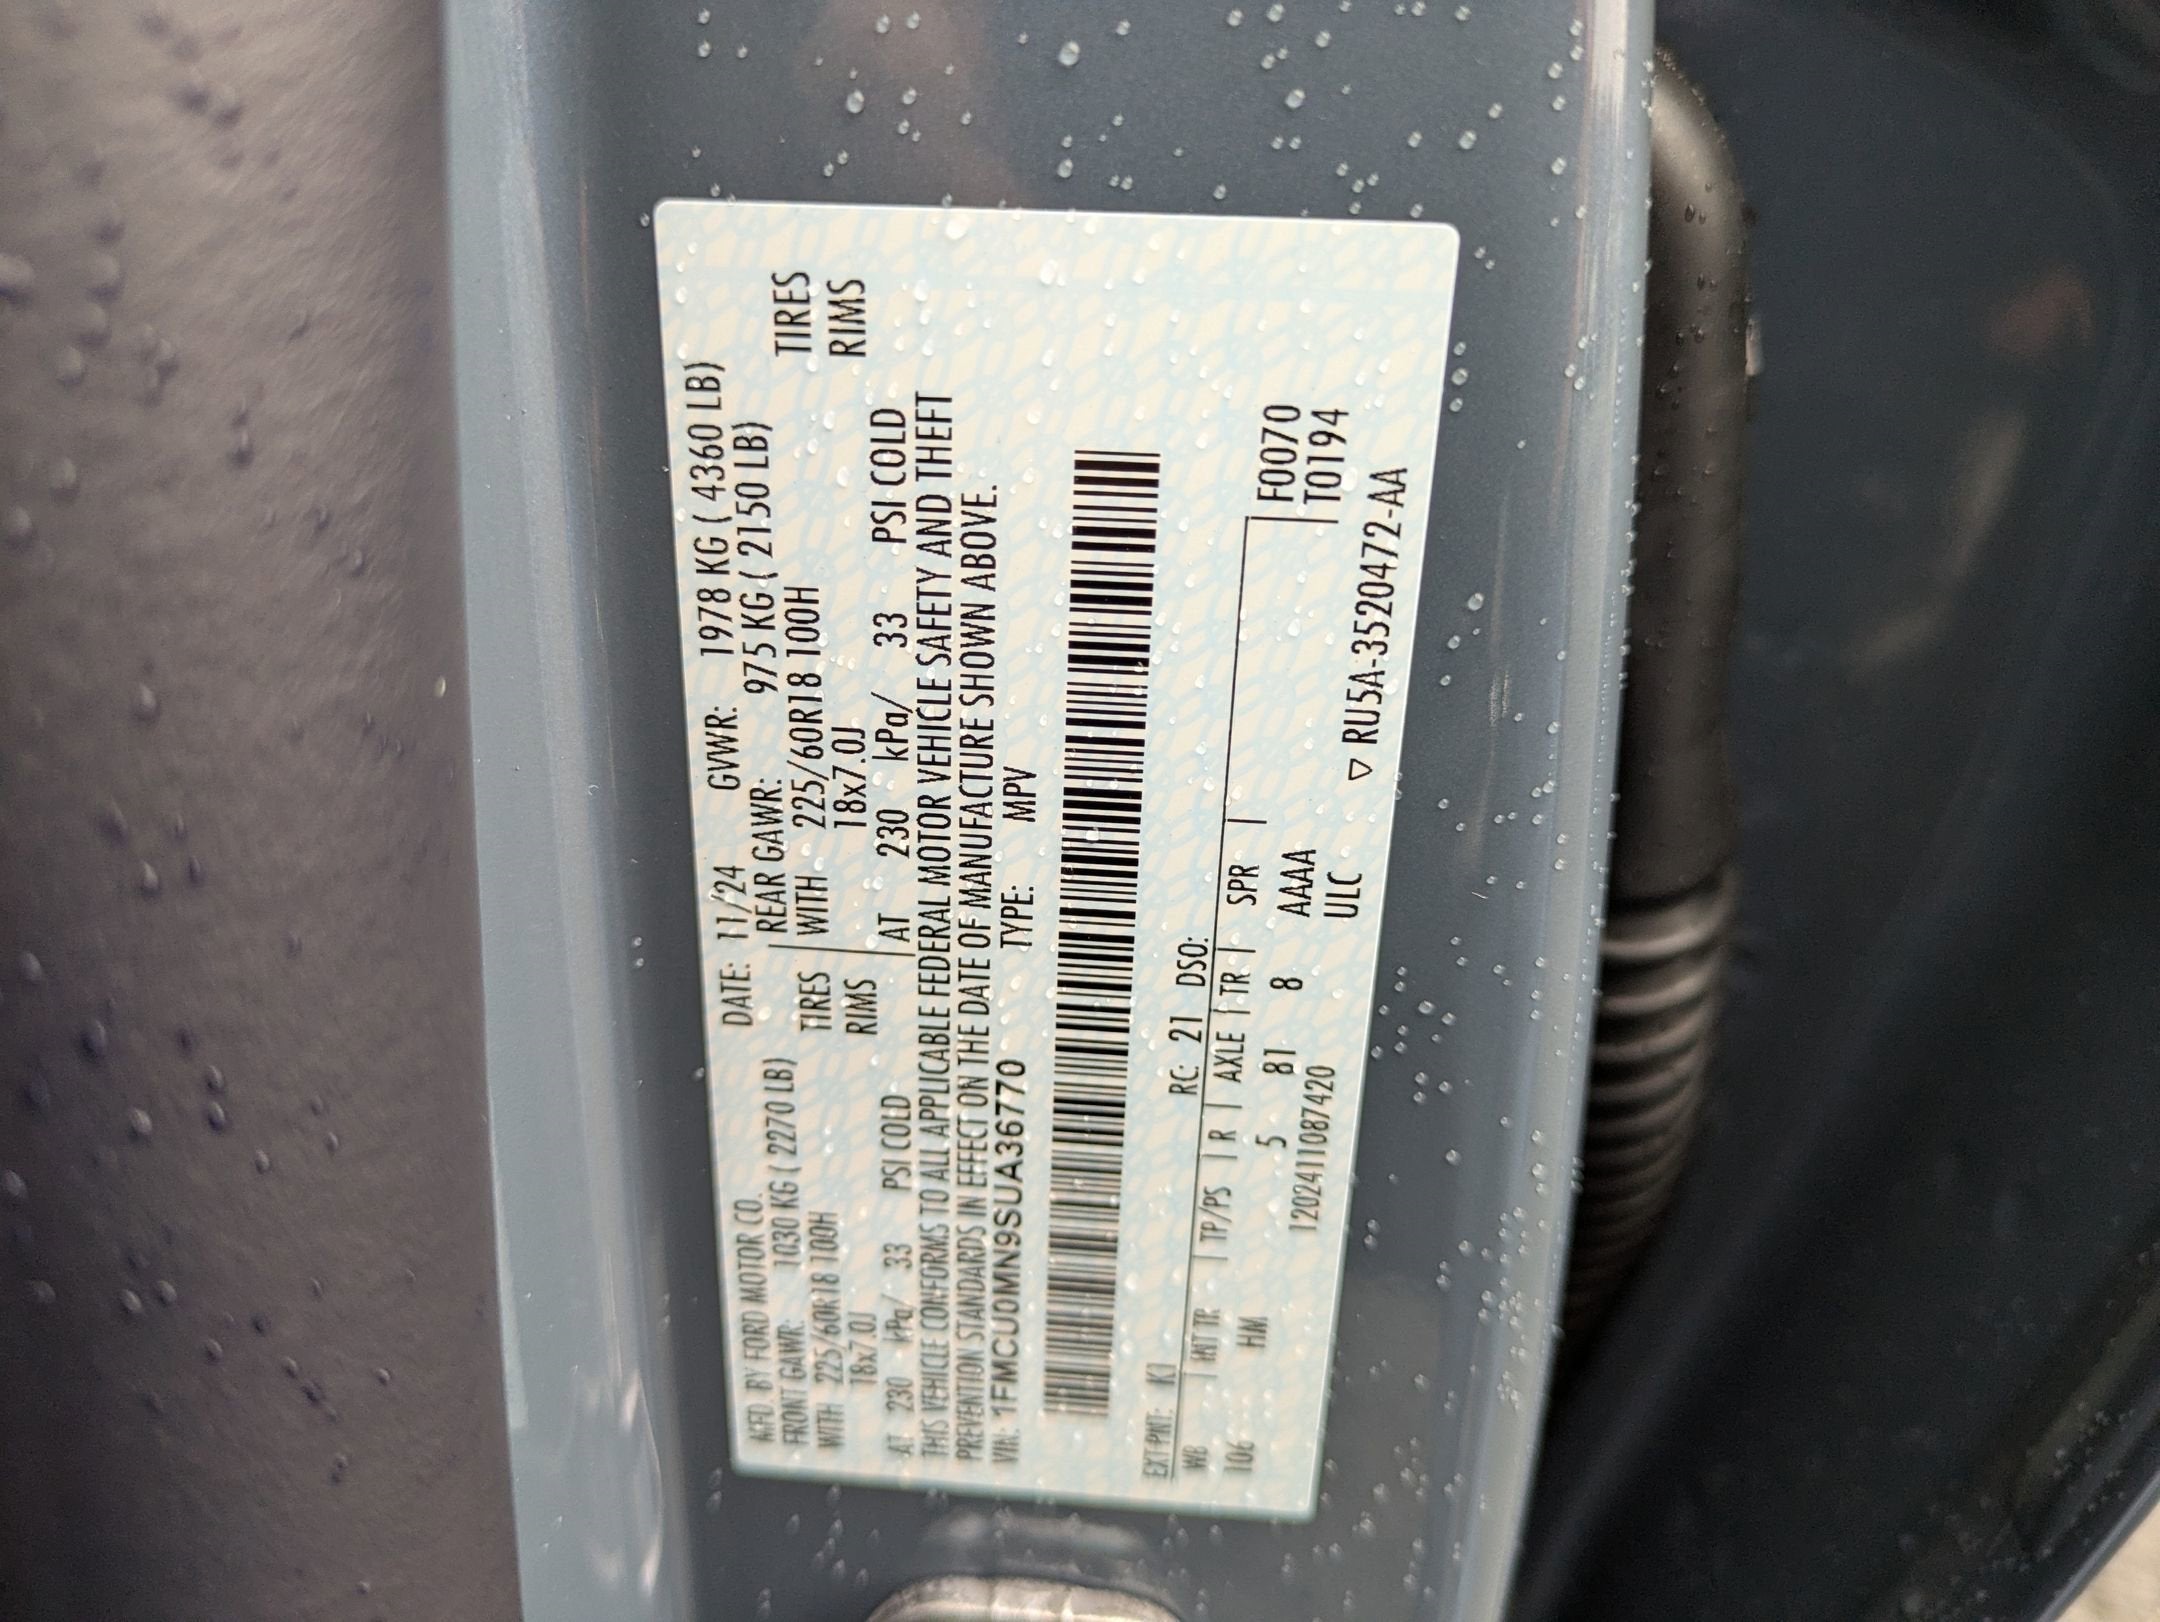 MFD. BY FORD MOTOR CO. DATE: 11/24 GVWR: 1978 KG ( 4360 LB)
FRONT GAWR: 1030 KG ( 2270 LB) REAR GAWR: 975 KG ( 2150 LB)
WITH 225/60R18 100H TIRES WITH 225/60R18 100H TIRES
18x7.0J RIMS 18x7.0J RIMS
AT 230 kPa/ 33 PSI COLD AT 230 kPa/ 33 PSI COLD
THIS VEHICLE CONFORMS TO ALL APPLICABLE FEDERAL MOTOR VEHICLE SAFETY AND THEFT
PREVENTION STANDARDS IN EFFECT ON THE DATE OF MANUFACTURE SHOWN ABOVE.
VIN: 1FMCU0MN9SUA36770 TYPE: MPV
EXT PNT: K1 RC: 21 DSO:
WB | INT TR | TP/PS | R | AXLE | TR | SPR | F0070
106 HM 5 81 8 AAAA T0194
1202411087420 ULC ▽ RU5A-3520472-AA